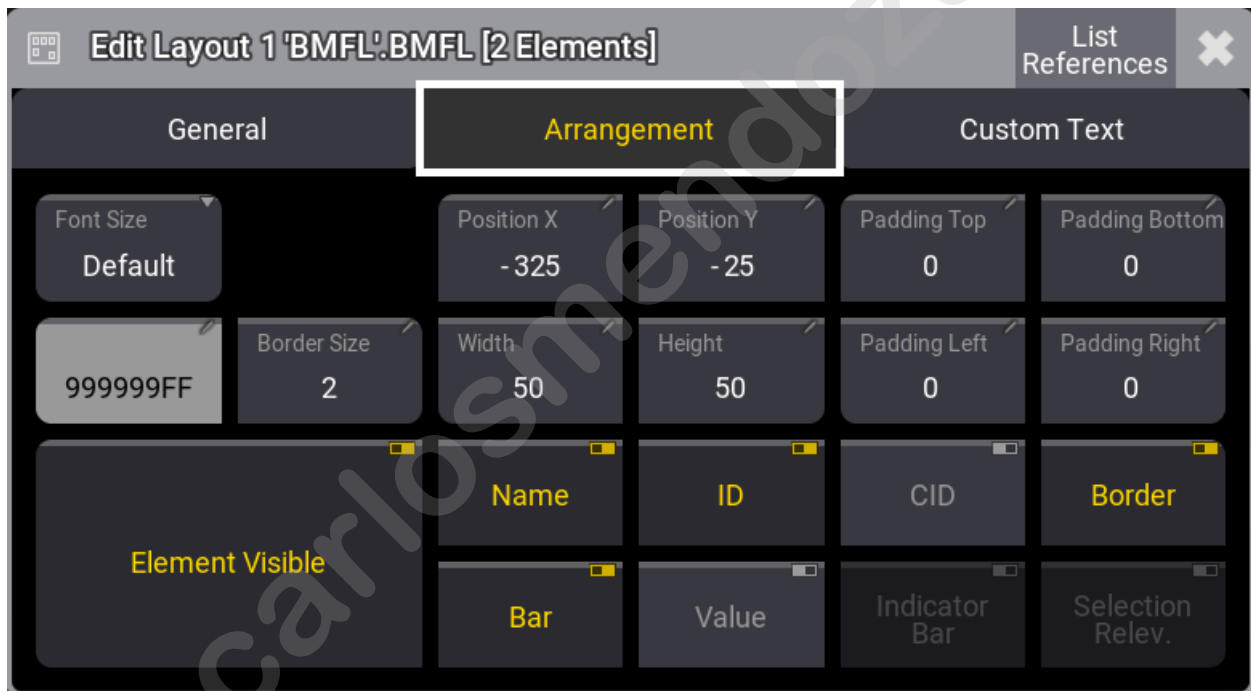 Edit Layout 1 'BMFL'.BMFL [2 Elements]
List
References
General
Arrangement
Custom Text
Font Size
Default
Position X
-325
Position Y
-25
Padding Top
0
Padding Bottom
0
999999FF
Border Size
2
Width
50
Height
50
Padding Left
0
Padding Right
0
Element Visible
Name
ID
CID
Border
Bar
Value
Indicator
Bar
Selection
Relev.
carlosmendoza